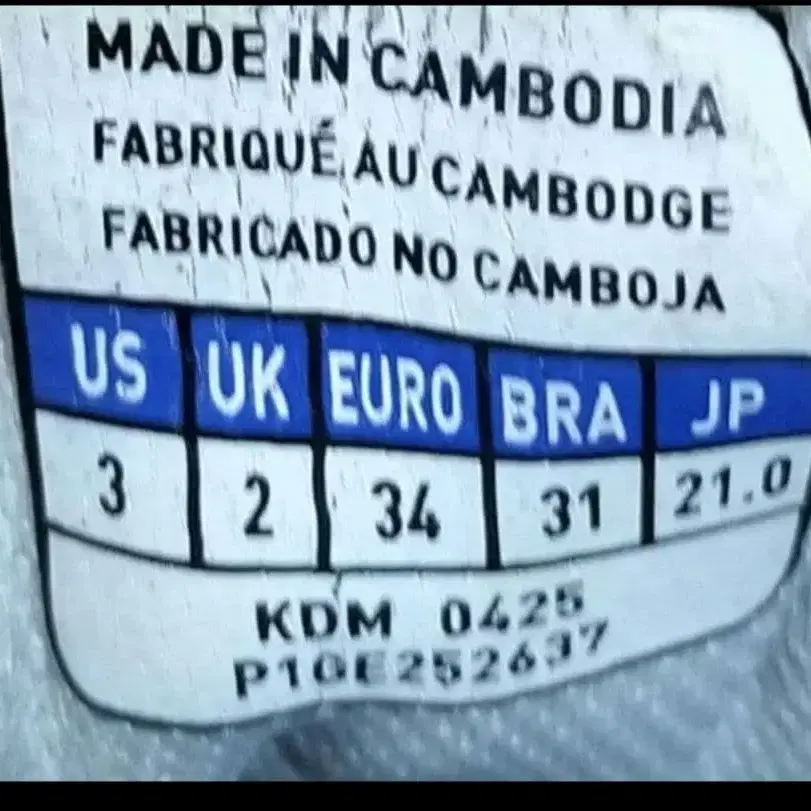 MADE IN CAMBODIA
FABRIQUÉ AU CAMBODGE
FABRICADO NO CAMBOJA
US UK EURO BRA JP
3 2 34 31 21.0
KDM 0425
P1GE252637